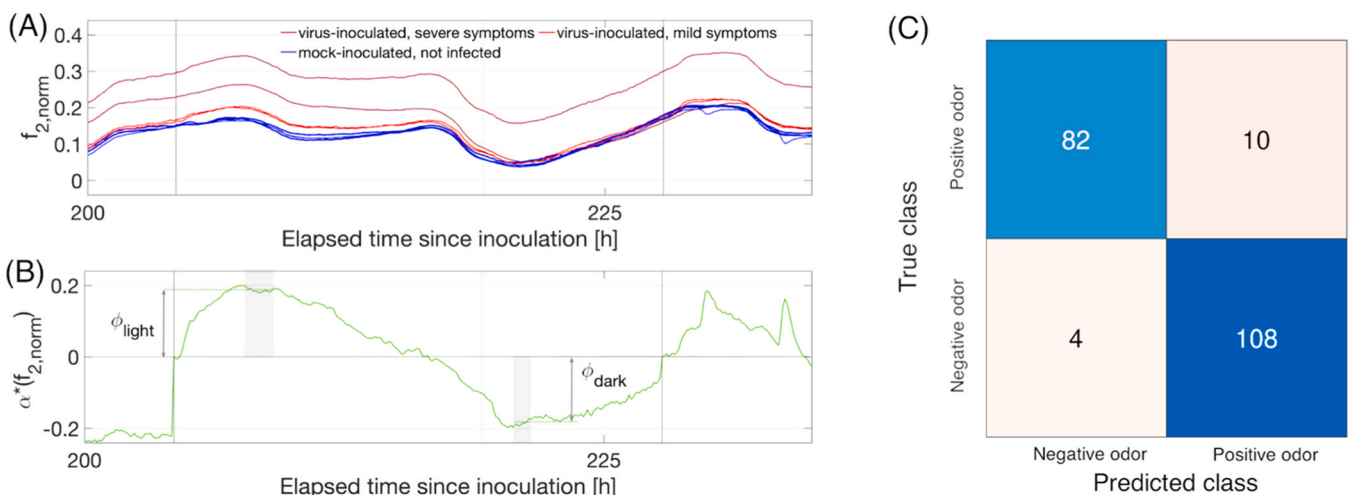 (A)
virus-inoculated, severe symptoms
virus-inoculated, mild symptoms
mock-inoculated, not infected
0.4
0.3
0.2
0.1
0
f2,norm
200
225
Elapsed time since inoculation [h]
(B)
0.2
0
-0.2
α*(f2,norm)
ϕlight
ϕdark
200
225
Elapsed time since inoculation [h]
(C)
True class
Positive odor
Negative odor
82
10
4
108
Negative odor
Positive odor
Predicted class